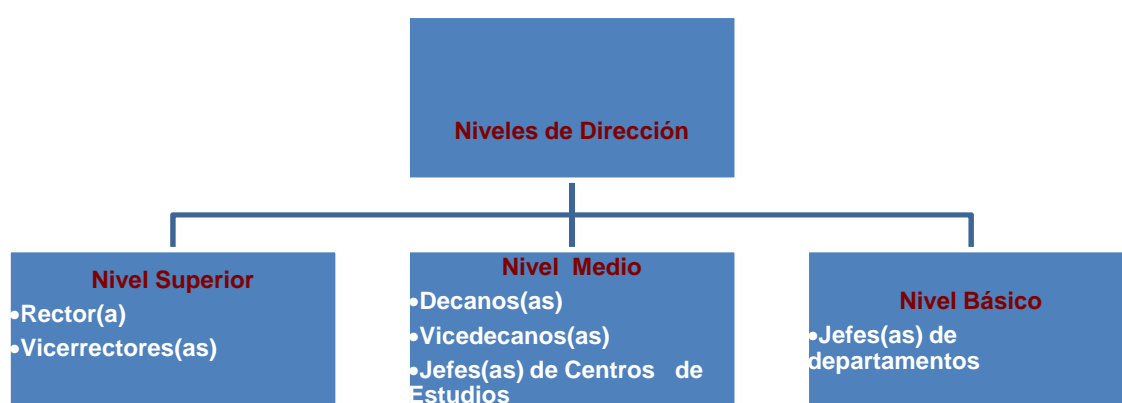 Niveles de Dirección
Nivel Superior
•Rector(a)
•Vicerrectores(as)
Nivel Medio
•Decanos(as)
•Vicedecanos(as)
•Jefes(as) de Centros de
Estudios
Nivel Básico
•Jefes(as) de
departamentos